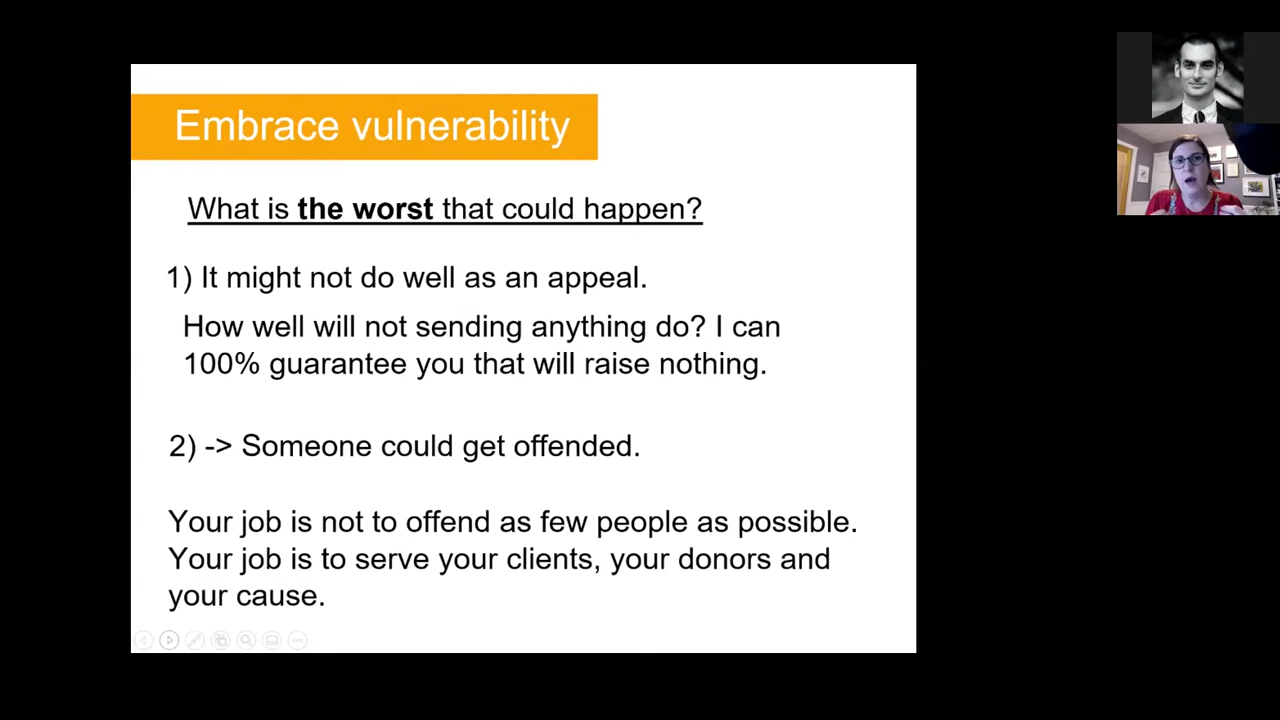 Embrace vulnerability
What is the worst that could happen?
1) It might not do well as an appeal.
How well will not sending anything do? I can
100% guarantee you that will raise nothing.
2) -> Someone could get offended.
Your job is not to offend as few people as possible.
Your job is to serve your clients, your donors and
your cause.